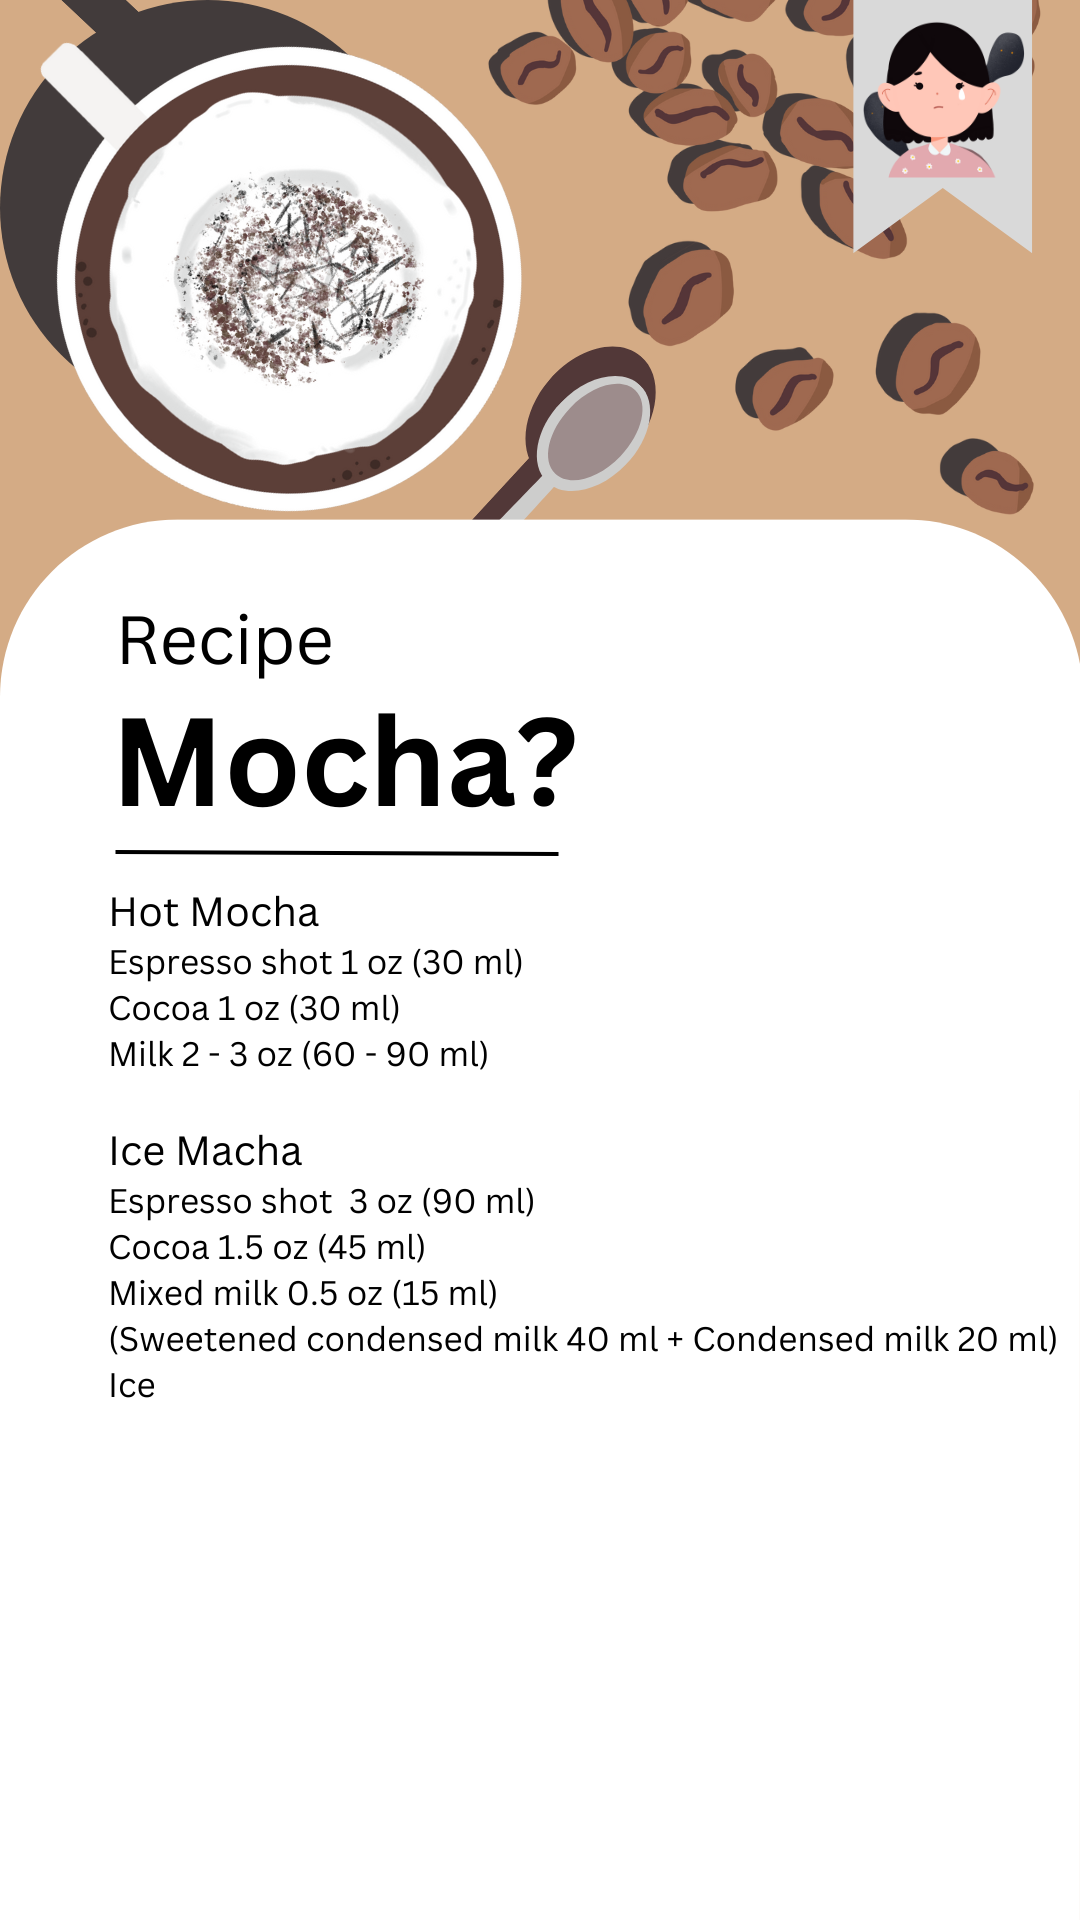 Recipe
Mocha?
Hot Mocha
Espresso shot 1 oz (30 ml)
Cocoa 1 oz (30 ml)
Milk 2 - 3 oz (60 - 90 ml)
Ice Macha
Espresso shot  3 oz (90 ml)
Cocoa 1.5 oz (45 ml)
Mixed milk 0.5 oz (15 ml)
(Sweetened condensed milk 40 ml + Condensed milk 20 ml)
Ice